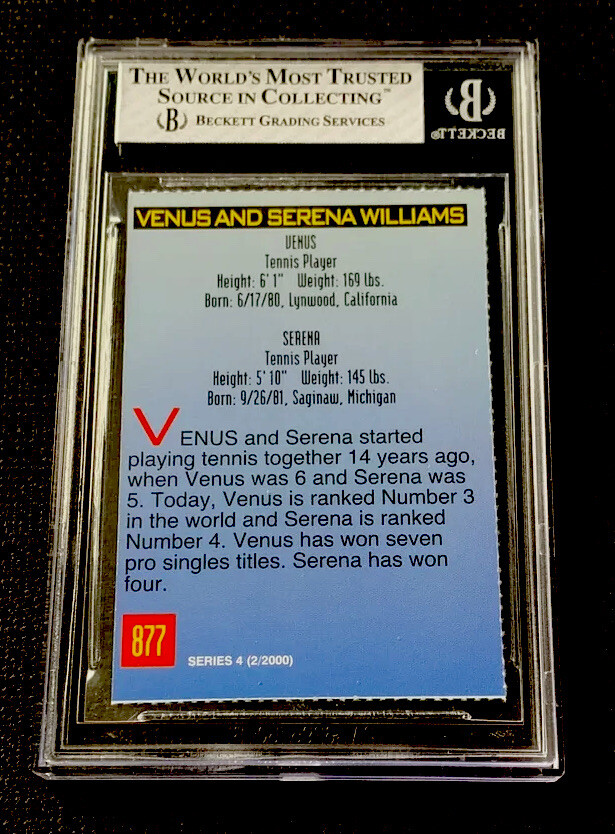 THE WORLD'S MOST TRUSTED
SOURCE IN COLLECTING™
B BECKETT GRADING SERVICES
B
BECKETT®
VENUS AND SERENA WILLIAMS
VENUS
Tennis Player
Height: 6' 1" Weight: 169 lbs.
Born: 6/17/80, Lynwood, California
SERENA
Tennis Player
Height: 5' 10" Weight: 145 lbs.
Born: 9/26/81, Saginaw, Michigan
VENUS and Serena started
playing tennis together 14 years ago,
when Venus was 6 and Serena was
5. Today, Venus is ranked Number 3
in the world and Serena is ranked
Number 4. Venus has won seven
pro singles titles. Serena has won
four.
877
SERIES 4 (2/2000)